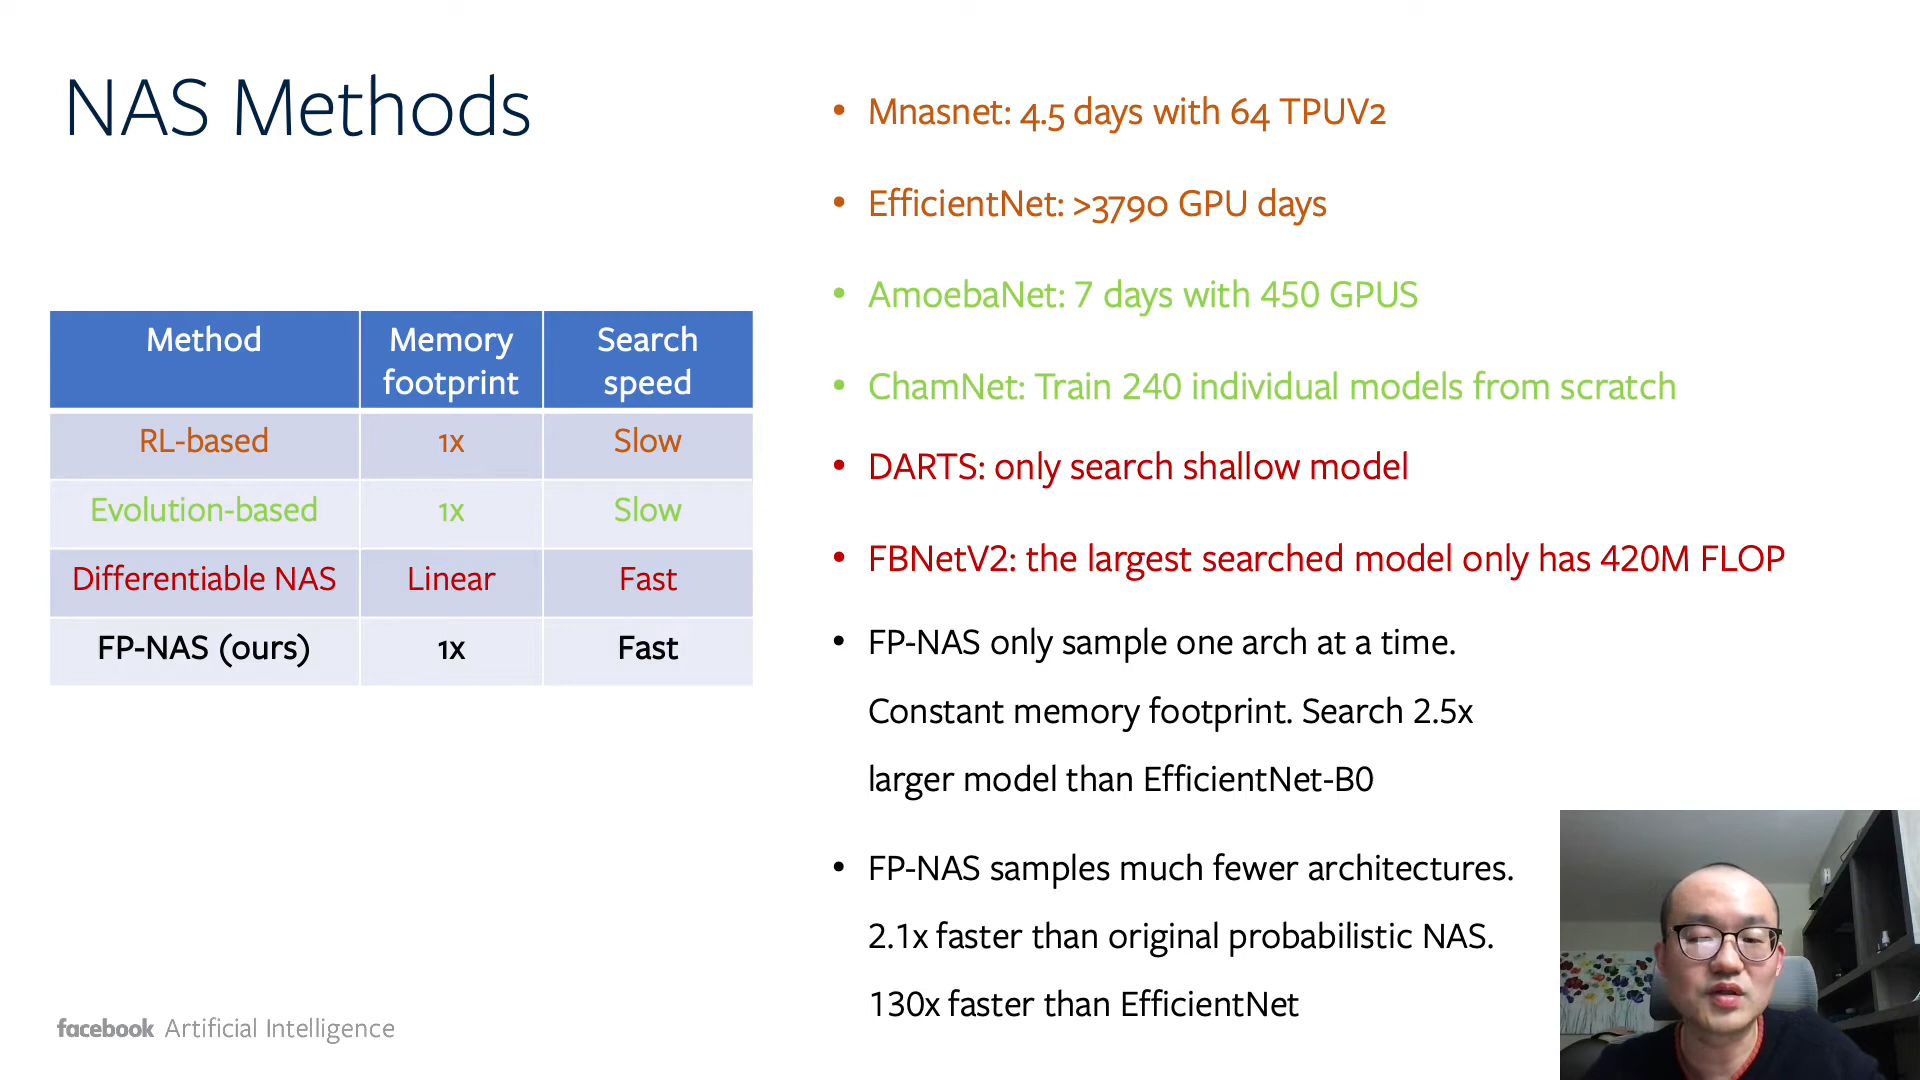 NAS Methods
Method
Memory
footprint
Search
speed
RL-based
1x
Slow
Evolution-based
1x
Slow
Differentiable NAS
Linear
Fast
FP-NAS (ours)
1x
Fast
• Mnasnet: 4.5 days with 64 TPUV2
• EfficientNet: >3790 GPU days
• AmoebaNet: 7 days with 450 GPUS
• ChamNet: Train 240 individual models from scratch
• DARTS: only search shallow model
• FBNetV2: the largest searched model only has 420M FLOP
• FP-NAS only sample one arch at a time.
Constant memory footprint. Search 2.5x
larger model than EfficientNet-B0
• FP-NAS samples much fewer architectures.
2.1x faster than original probabilistic NAS.
130x faster than EfficientNet
facebook Artificial Intelligence